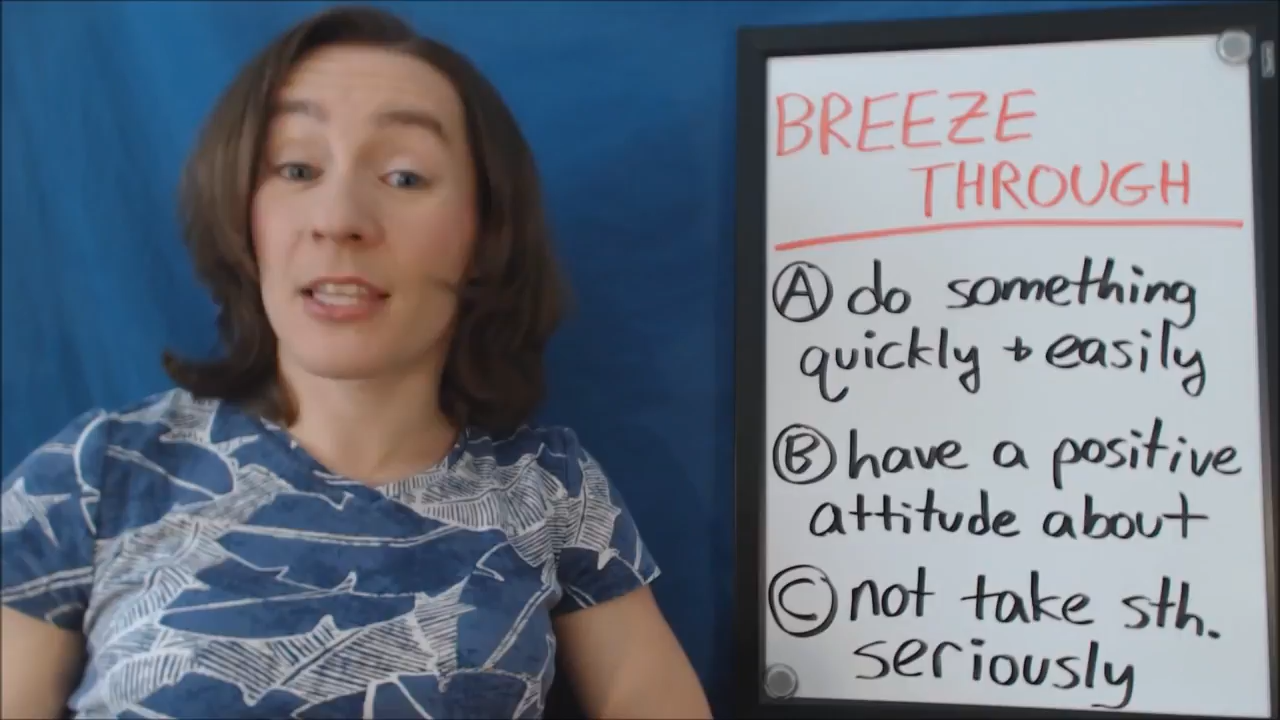 BREEZE
THROUGH
Ⓐ do something
quickly + easily
Ⓑ have a positive
attitude about
Ⓒ not take sth.
seriously